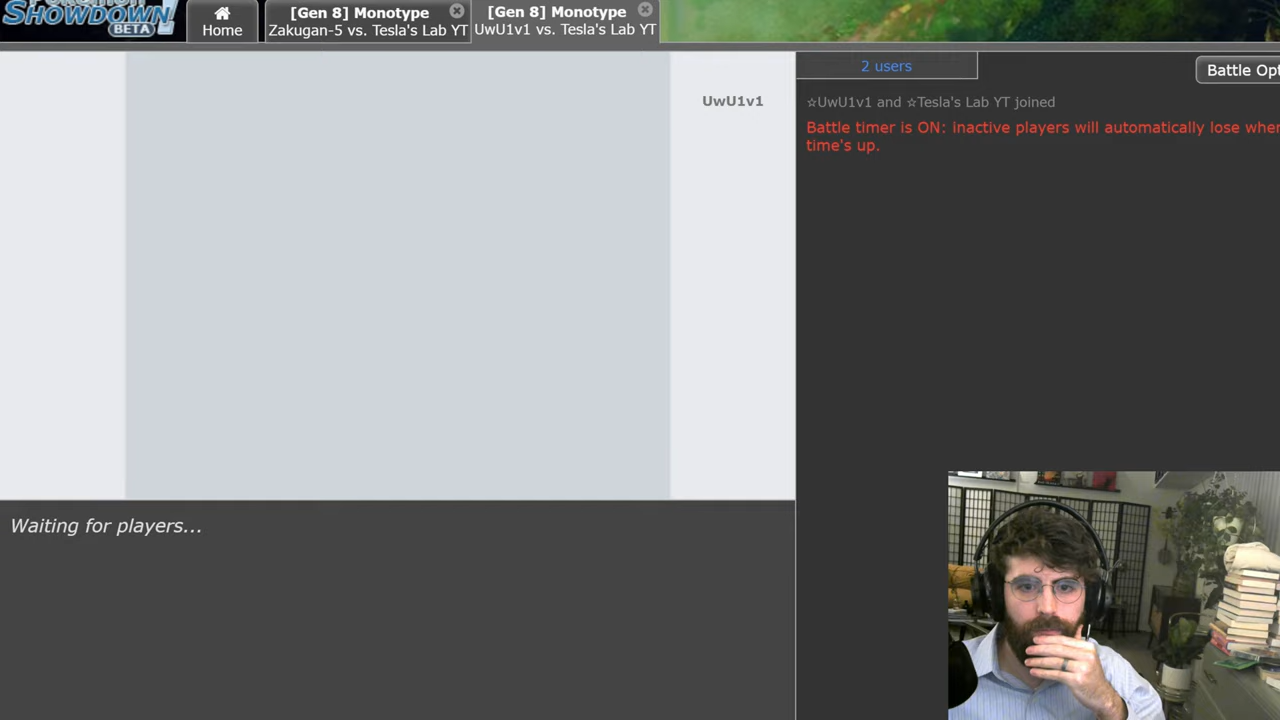 SHOWDOWN!
BETA
Home
[Gen 8] Monotype
Zakugan-5 vs. Tesla's Lab YT
[Gen 8] Monotype
UwU1v1 vs. Tesla's Lab YT
2 users
Battle Opt
UwU1v1
☆UwU1v1 and ☆Tesla's Lab YT joined
Battle timer is ON: inactive players will automatically lose when
time's up.
Waiting for players...